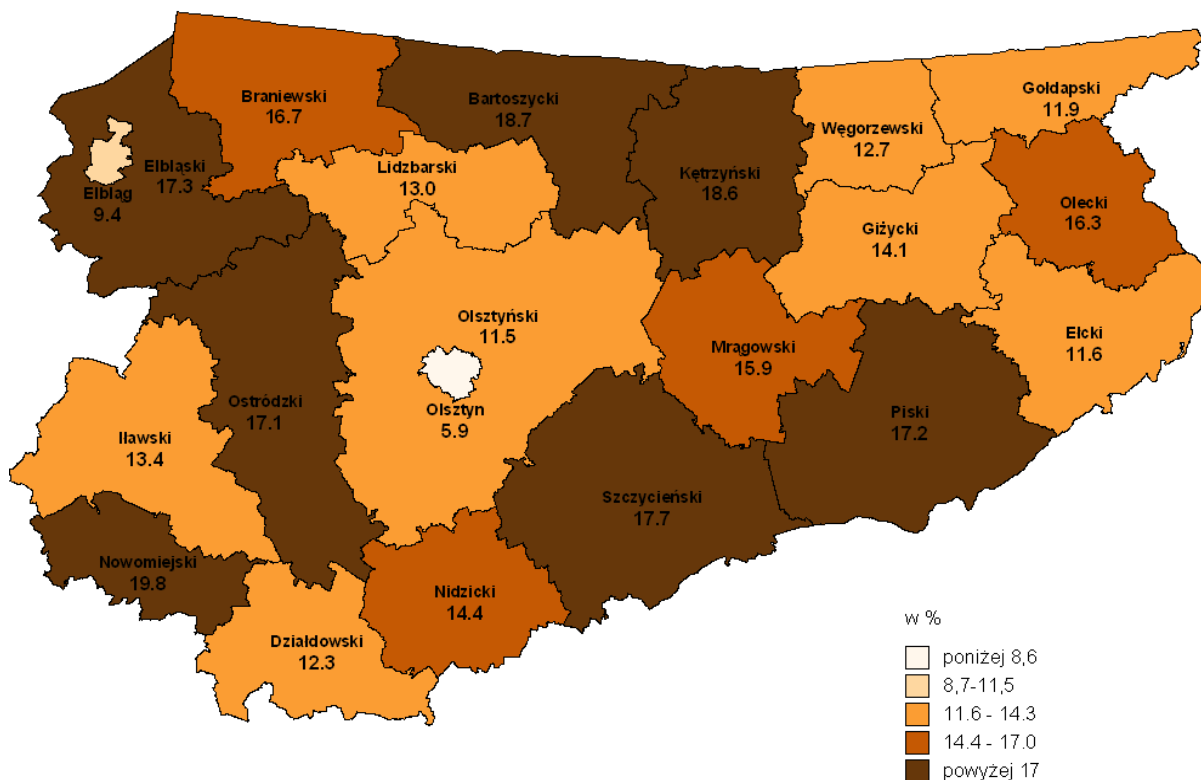 Braniewski
16.7
Bartoszycki
18.7
Gołdapski
11.9
Węgorzewski
12.7
Elbląski
17.3
Elbląg
9.4
Lidzbarski
13.0
Kętrzyński
18.6
Olecki
16.3
Giżycki
14.1
Olsztyński
11.5
Ełcki
11.6
Mrągowski
15.9
Ostródzki
17.1
Olsztyn
5.9
Piski
17.2
Iławski
13.4
Szczycieński
17.7
Nowomiejski
19.8
Nidzicki
14.4
Działdowski
12.3
w %
poniżej 8,6
8,7-11,5
11.6 - 14.3
14.4 - 17.0
powyżej 17